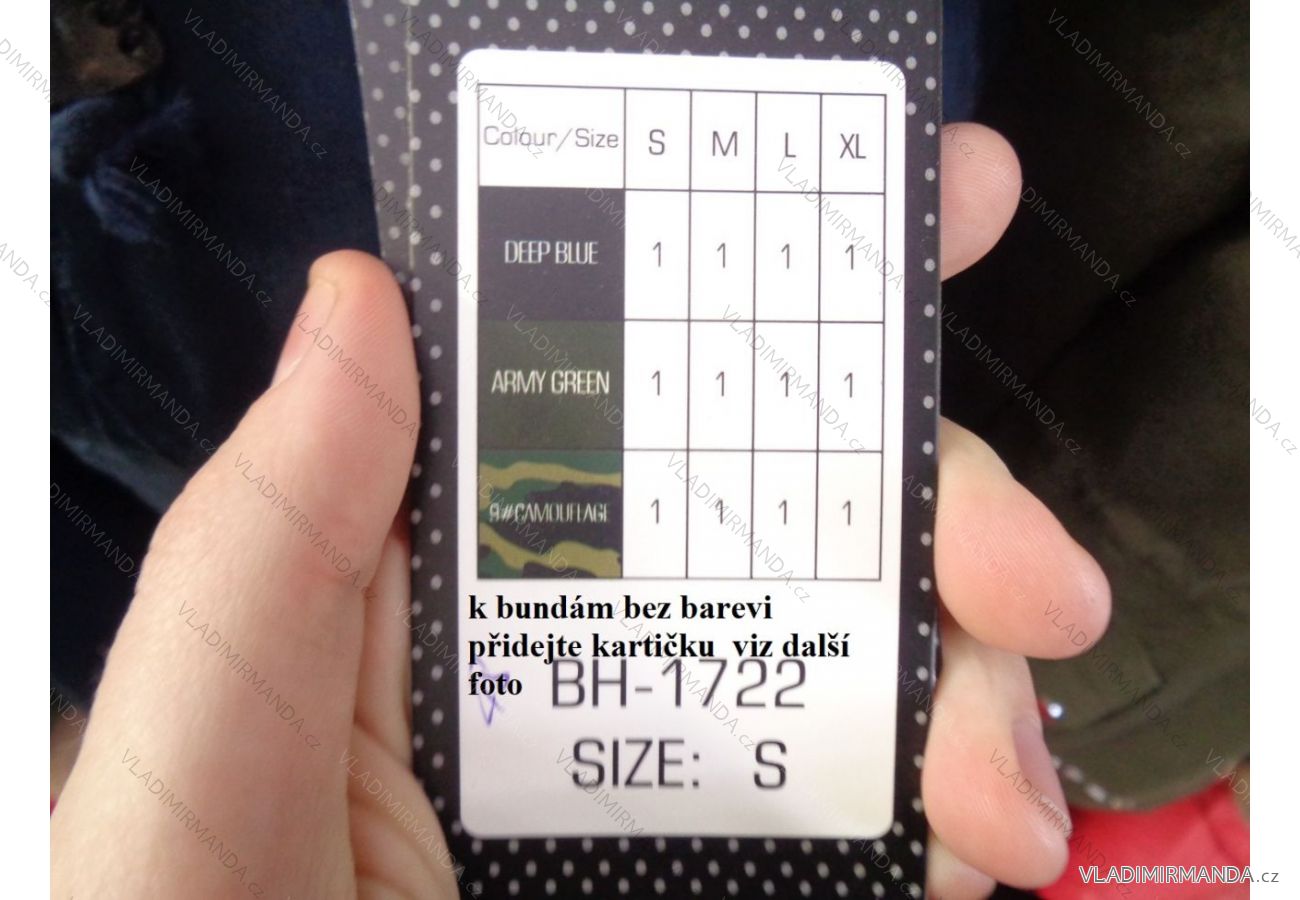 Colour/Size S M L XL
DEEP BLUE 1 1 1 1
ARMY GREEN 1 1 1 1
9#CAMOUFLAGE 1 1 1 1
k bundám bez barevi
přidejte kartičku viz další
foto
BH-1722
SIZE: S
VLADIMIRMANDA.cz